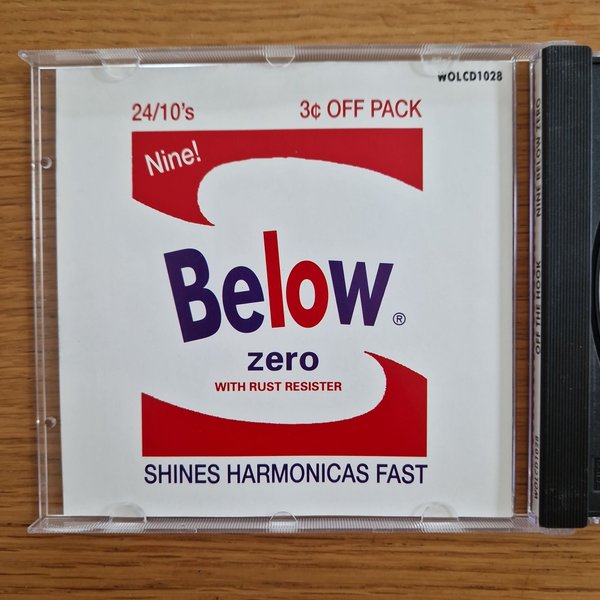 WOLCD1028
24/10's 3¢ OFF PACK
Nine!
Below®
zero
WITH RUST RESISTER
SHINES HARMONICAS FAST
WOLCD1028 OFF THE HOOK NINE BELOW ZERO